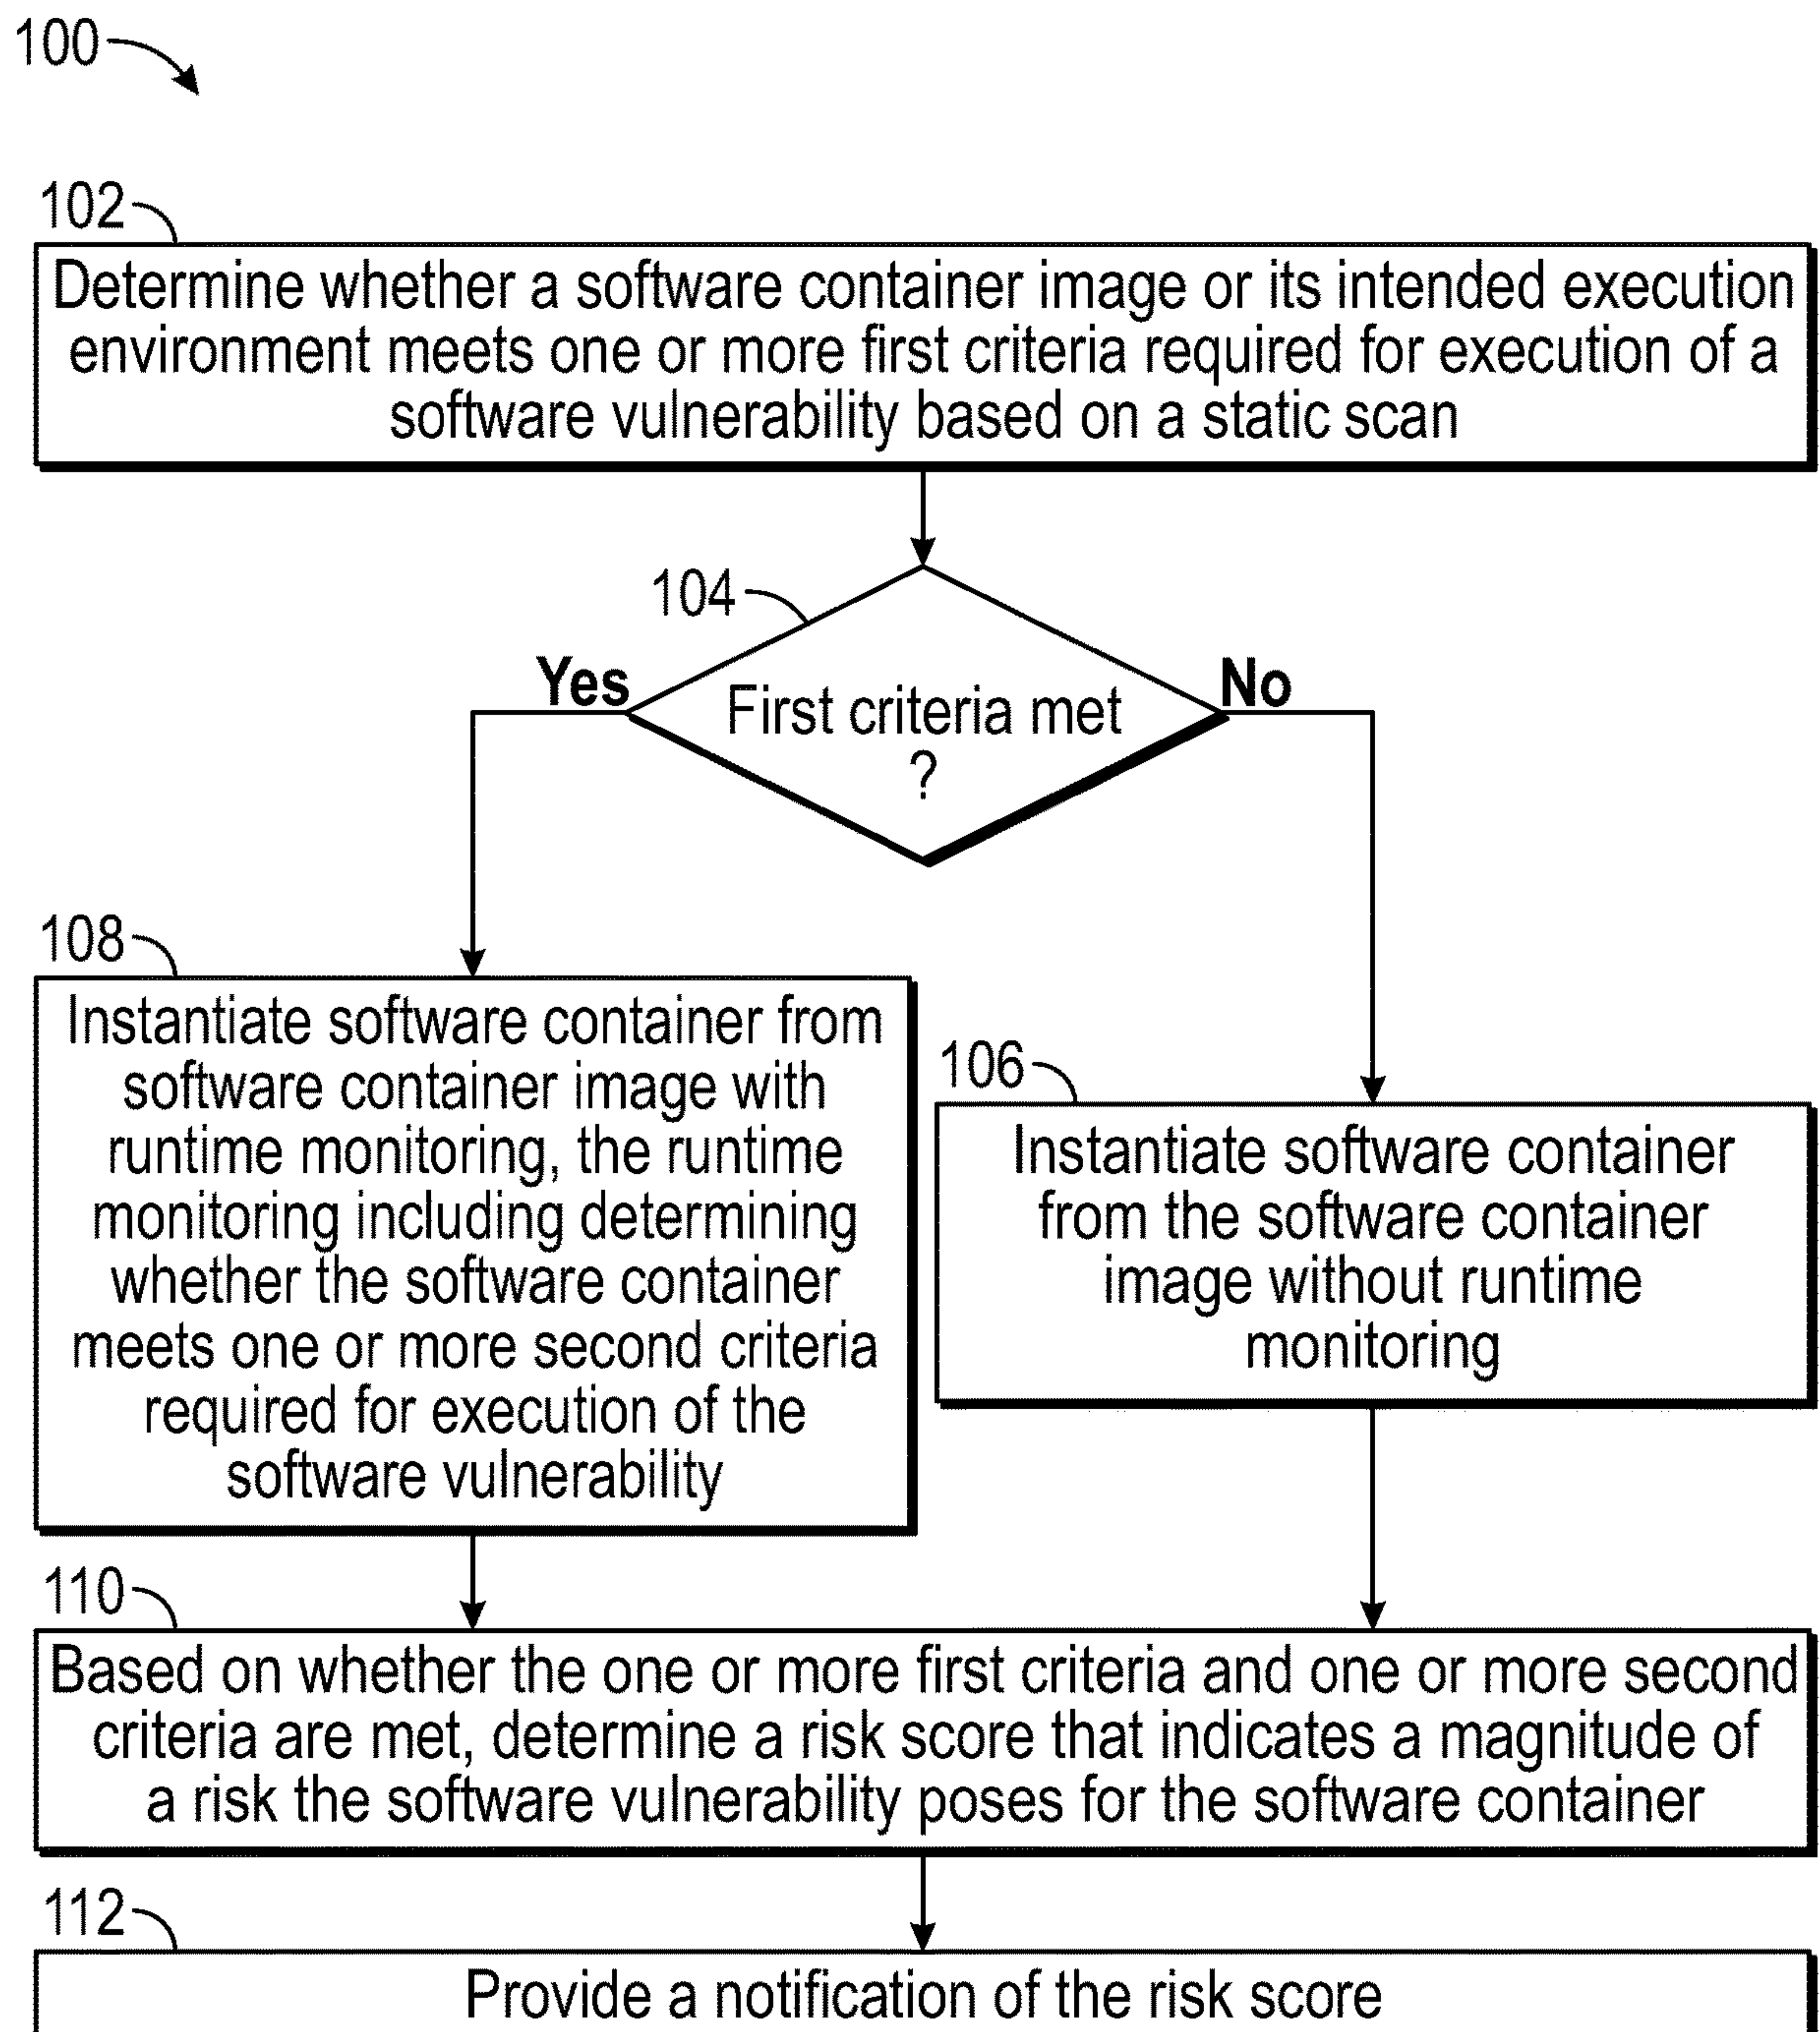 100
102
Determine whether a software container image or its intended execution
environment meets one or more first criteria required for execution of a
software vulnerability based on a static scan
104
Yes
No
First criteria met
?
108
Instantiate software container from
software container image with
runtime monitoring, the runtime
monitoring including determining
whether the software container
meets one or more second criteria
required for execution of the
software vulnerability
106
Instantiate software container
from the software container
image without runtime
monitoring
110
Based on whether the one or more first criteria and one or more second
criteria are met, determine a risk score that indicates a magnitude of
a risk the software vulnerability poses for the software container
112
Provide a notification of the risk score